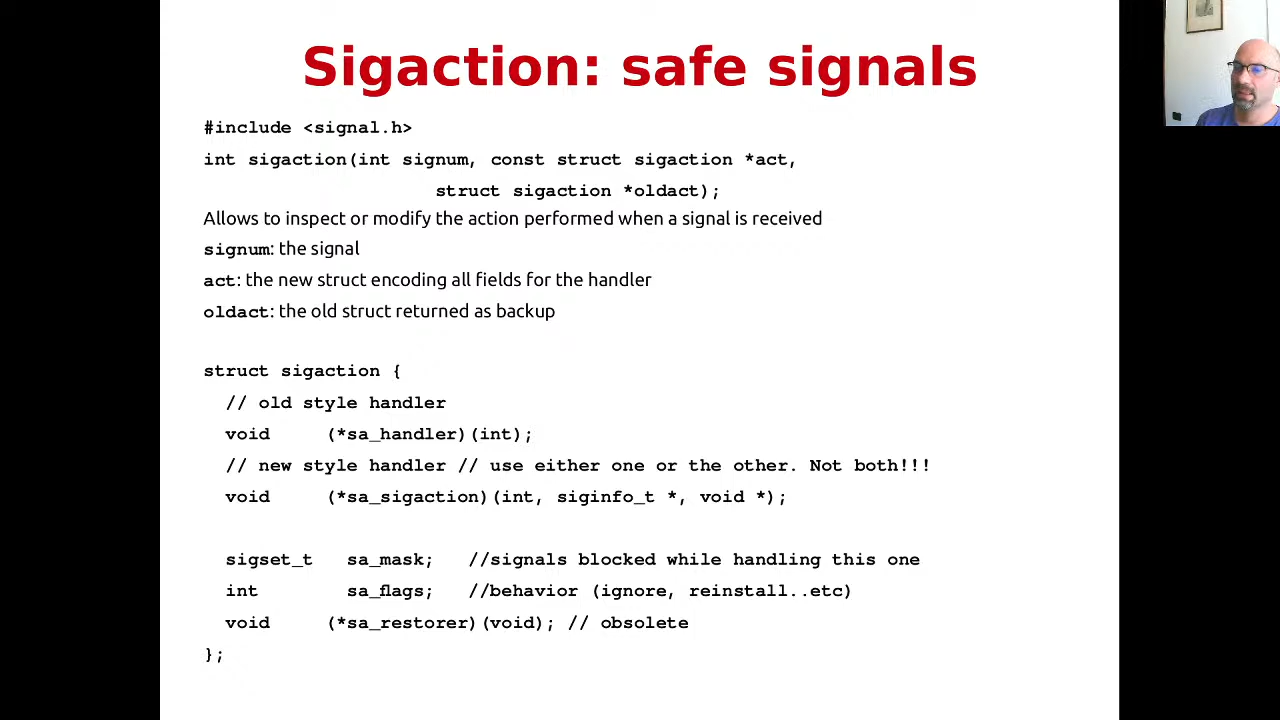 Sigaction: safe signals
#include <signal.h>
int sigaction(int signum, const struct sigaction *act,
struct sigaction *oldact);
Allows to inspect or modify the action performed when a signal is received
signum: the signal
act: the new struct encoding all fields for the handler
oldact: the old struct returned as backup
struct sigaction {
// old style handler
void (*sa_handler)(int);
// new style handler // use either one or the other. Not both!!!
void (*sa_sigaction)(int, siginfo_t *, void *);
sigset_t sa_mask; //signals blocked while handling this one
int sa_flags; //behavior (ignore, reinstall..etc)
void (*sa_restorer)(void); // obsolete
};